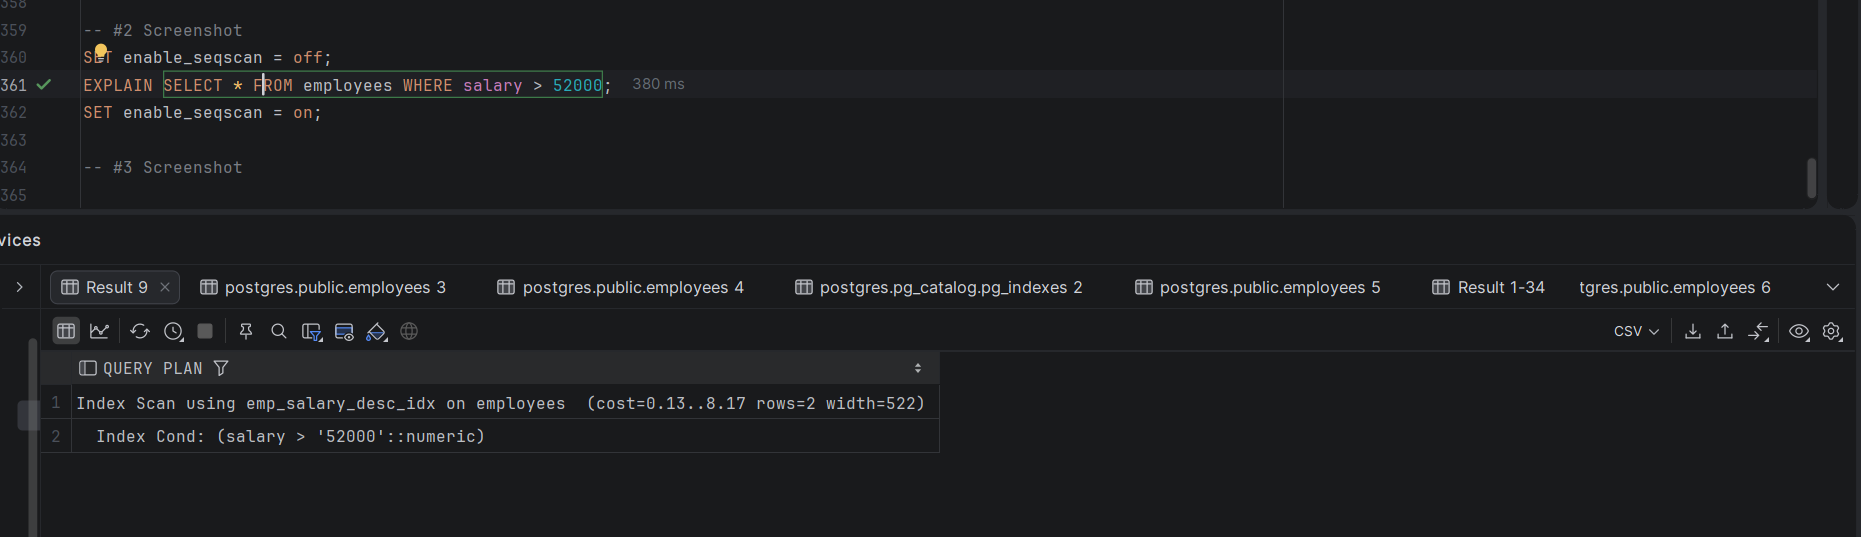 358
359 -- #2 Screenshot
360 SET enable_seqscan = off;
361 EXPLAIN SELECT * FROM employees WHERE salary > 52000; 380 ms
362 SET enable_seqscan = on;
363
364 -- #3 Screenshot
365
vices
Result 9 postgres.public.employees 3 postgres.public.employees 4 postgres.pg_catalog.pg_indexes 2 postgres.public.employees 5 Result 1-34 tgres.public.employees 6
CSV
QUERY PLAN
1 Index Scan using emp_salary_desc_idx on employees  (cost=0.13..8.17 rows=2 width=522)
2   Index Cond: (salary > '52000'::numeric)